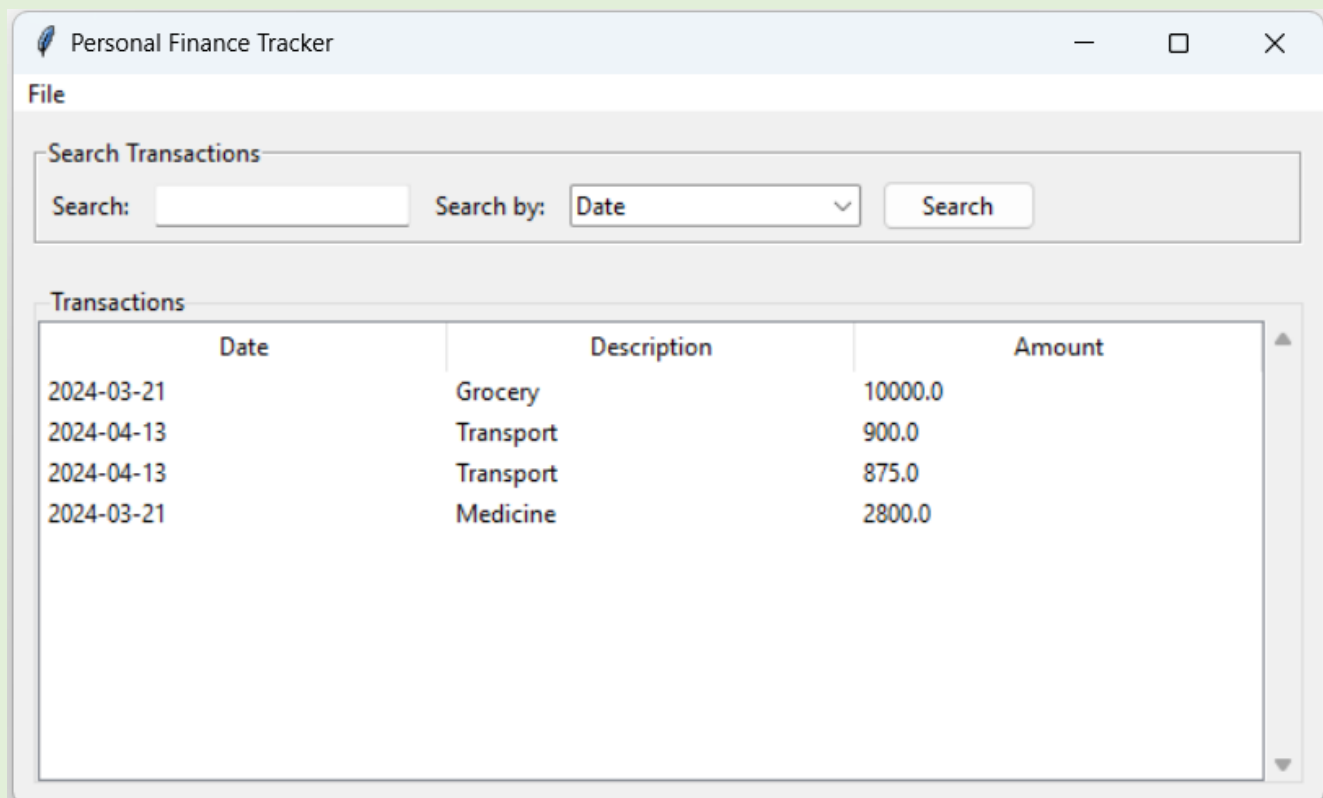 Personal Finance Tracker
File
Search Transactions
Search: Search by: Date Search
Transactions
Date Description Amount
2024-03-21 Grocery 10000.0
2024-04-13 Transport 900.0
2024-04-13 Transport 875.0
2024-03-21 Medicine 2800.0